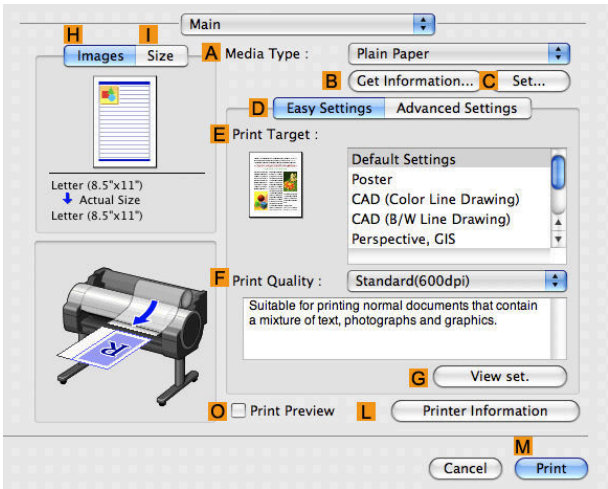 Main
H I
Images Size
A Media Type : Plain Paper
B Get Information... C Set...
D Easy Settings Advanced Settings
E Print Target :
Default Settings
Poster
CAD (Color Line Drawing)
CAD (B/W Line Drawing)
Perspective, GIS
Letter (8.5"x11")
Actual Size
Letter (8.5"x11")
F Print Quality : Standard(600dpi)
Suitable for printing normal documents that contain
a mixture of text, photographs and graphics.
R
G View set.
O Print Preview L Printer Information
M
Cancel Print